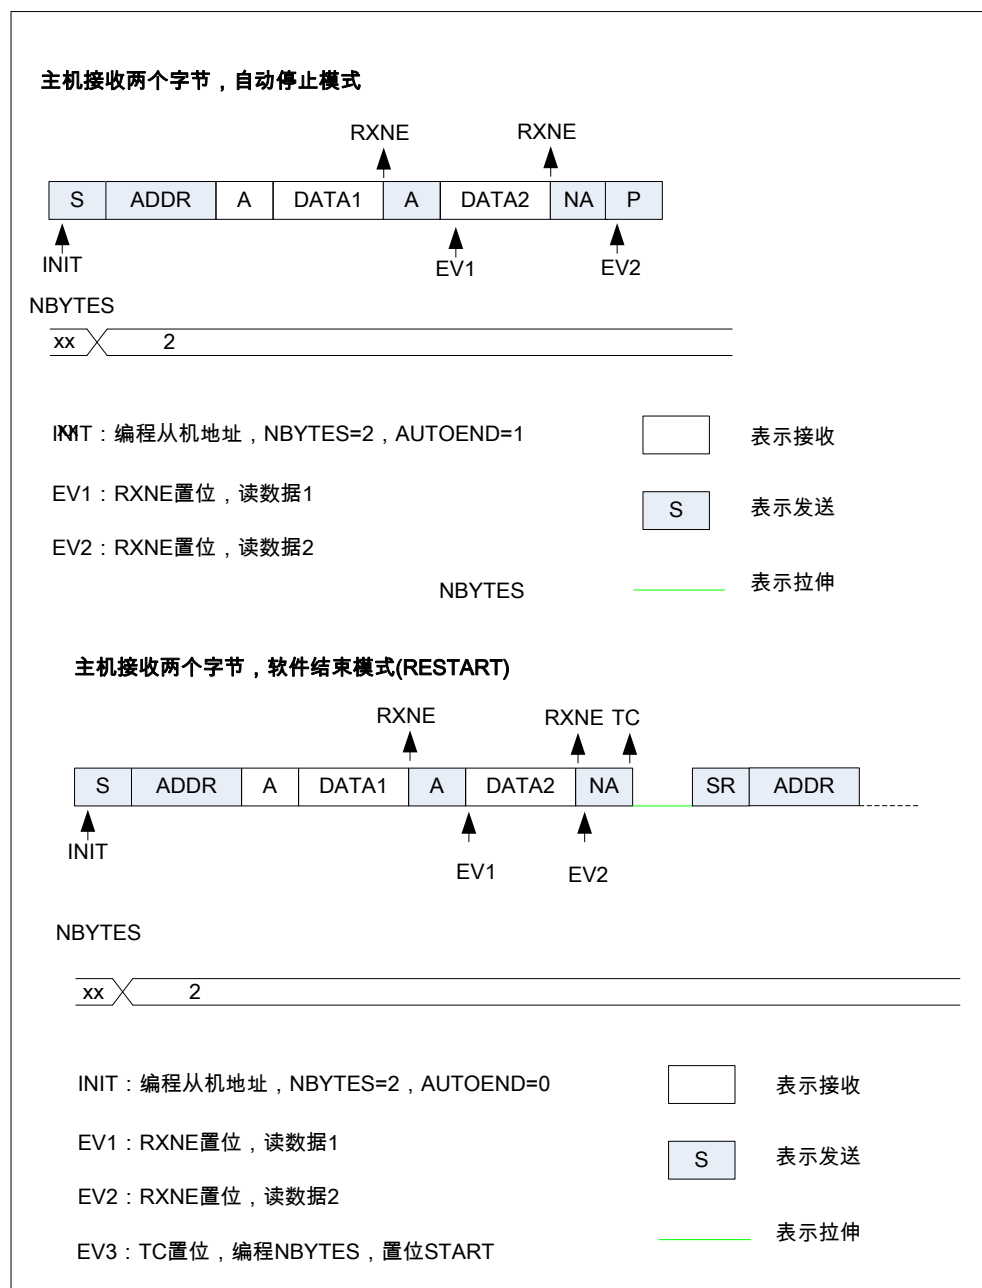 主机接收两个字节，自动停止模式
RXNE RXNE
S ADDR A DATA1 A DATA2 NA P
INIT EV1 EV2
NBYTES
xx 2
INIT：编程从机地址，NBYTES=2，AUTOEND=1
xx
表示接收
EV1：RXNE置位，读数据1
S 表示发送
EV2：RXNE置位，读数据2
NBYTES
表示拉伸
主机接收两个字节，软件结束模式(RESTART)
RXNE RXNE TC
S ADDR A DATA1 A DATA2 NA SR ADDR
INIT EV1 EV2
NBYTES
xx 2
INIT：编程从机地址，NBYTES=2，AUTOEND=0
表示接收
EV1：RXNE置位，读数据1
S 表示发送
EV2：RXNE置位，读数据2
EV3：TC置位，编程NBYTES，置位START
表示拉伸